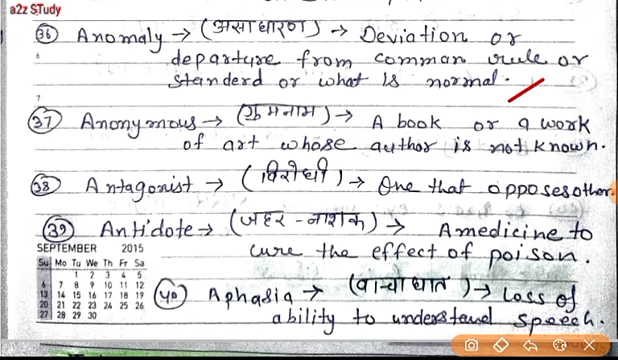 a2z STudy
36 Anomaly → (असाधारण) → Deviation or
departure from comman rule or
standerd or what is normal.
37 Anonymous → (गुमनाम) → A book or a work
of art whose author is not known.
38 Antagonist → (विरोधी) → One that opposes other.
39 Antidote → (जहर-नाशक) → A medicine to
cure the effect of poison.
SEPTEMBER 2015
Su Mo Tu We Th Fr Sa
1 2 3 4 5
6 7 8 9 10 11 12
13 14 15 16 17 18 19
20 21 22 23 24 25 26
27 28 29 30
40 Aphasia → (वाचाघात) → Loss of
ability to understand speech.